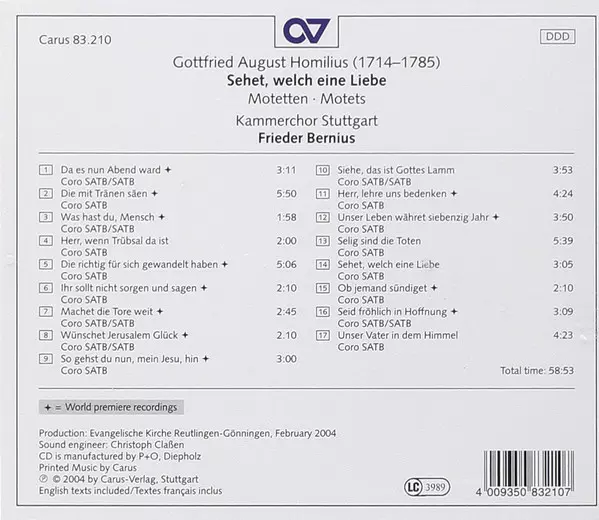 Carus 83.210
DDD
Gottfried August Homilius (1714–1785)
Sehet, welch eine Liebe
Motetten · Motets
Kammerchor Stuttgart
Frieder Bernius
1 Da es nun Abend ward ✦ 3:11
Coro SATB/SATB
2 Die mit Tränen säen ✦ 5:50
Coro SATB
3 Was hast du, Mensch ✦ 1:58
Coro SATB/SATB
4 Herr, wenn Trübsal da ist 2:00
Coro SATB
5 Die richtig für sich gewandelt haben ✦ 5:06
Coro SATB
6 Ihr sollt nicht sorgen und sagen ✦ 2:10
Coro SATB
7 Machet die Tore weit ✦ 2:45
Coro SATB/SATB
8 Wünschet Jerusalem Glück ✦ 2.10
Coro SATB
9 So gehst du nun, mein Jesu, hin ✦ 3:00
Coro SATB
10 Siehe, das ist Gottes Lamm 3:53
Coro SATB/SATB
11 Herr, lehre uns bedenken ✦ 4:24
Coro SATB
12 Unser Leben währet siebenzig Jahr ✦ 3:50
Coro SATB
13 Selig sind die Toten 5:39
Coro SATB
14 Sehet, welch eine Liebe 3:05
Coro SATB
15 Ob jemand sündiget ✦ 2:10
Coro SATB
16 Seid fröhlich in Hoffnung ✦ 3:09
Coro SATB
17 Unser Vater in dem Himmel 4:23
Coro SATB
Total time: 58:53
✦ = World premiere recordings
Production: Evangelische Kirche Reutlingen-Gönningen, February 2004
Sound engineer: Christoph Claßen
CD is manufactured by P+O, Diepholz
Printed Music by Carus
℗ © 2004 by Carus-Verlag, Stuttgart
English texts included/Textes français inclus
LC 3989
4 009350 832107